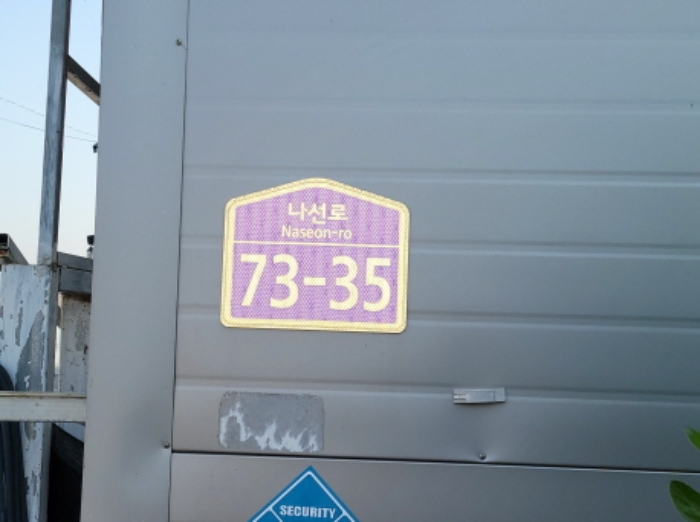 나선로
Naseon-ro
73-35
SECURITY